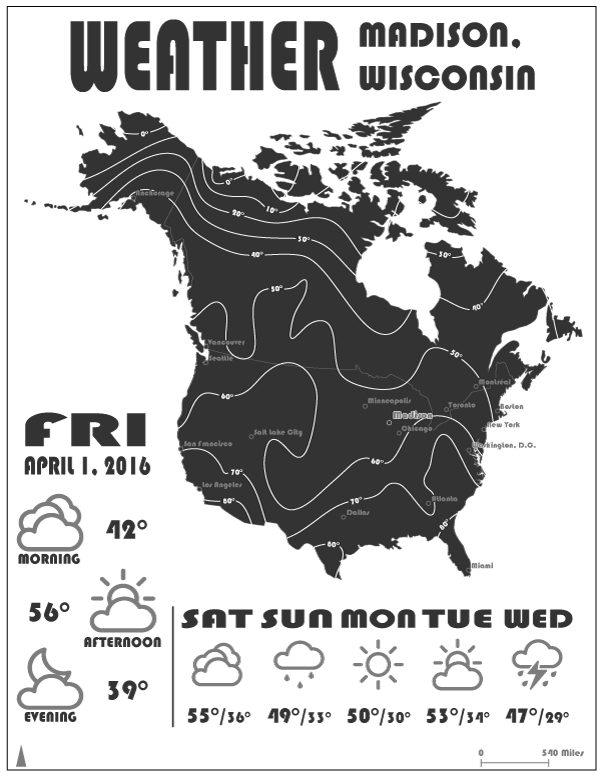 WEATHER
MADISON,
WISCONSIN
0°
0°
Anchorage
10°
20°
30°
40°
30°
40°
50°
Vancouver
Seattle
50°
60°
Montréal
Minneapolis
Toronto
Boston
Madison
New York
Salt Lake City
Chicago
San Francisco
Washington, D.C.
60°
70°
Los Angeles
70°
80°
Atlanta
Dallas
80°
80°
Miami
FRI
APRIL 1, 2016
42°
MORNING
56°
AFTERNOON
39°
EVENING
SAT SUN MON TUE WED
55°/36° 49°/33° 50°/30° 53°/34° 47°/29°
0 540 Miles